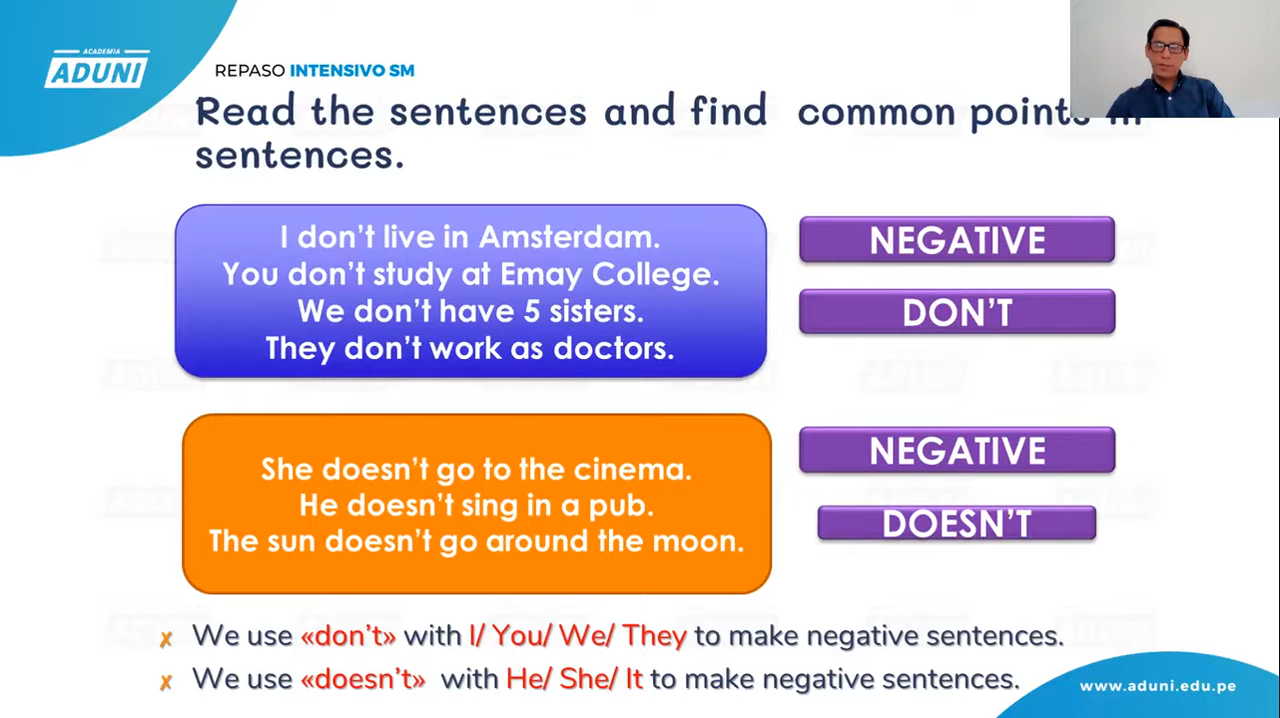 ACADEMIA
ADUNI
REPASO INTENSIVO SM
Read the sentences and find common points in
sentences.
I don't live in Amsterdam.
You don't study at Emay College.
We don't have 5 sisters.
They don't work as doctors.
NEGATIVE
DON'T
She doesn't go to the cinema.
He doesn't sing in a pub.
The sun doesn't go around the moon.
NEGATIVE
DOESN'T
x We use «don't» with I/ You/ We/ They to make negative sentences.
x We use «doesn't» with He/ She/ It to make negative sentences.
www.aduni.edu.pe